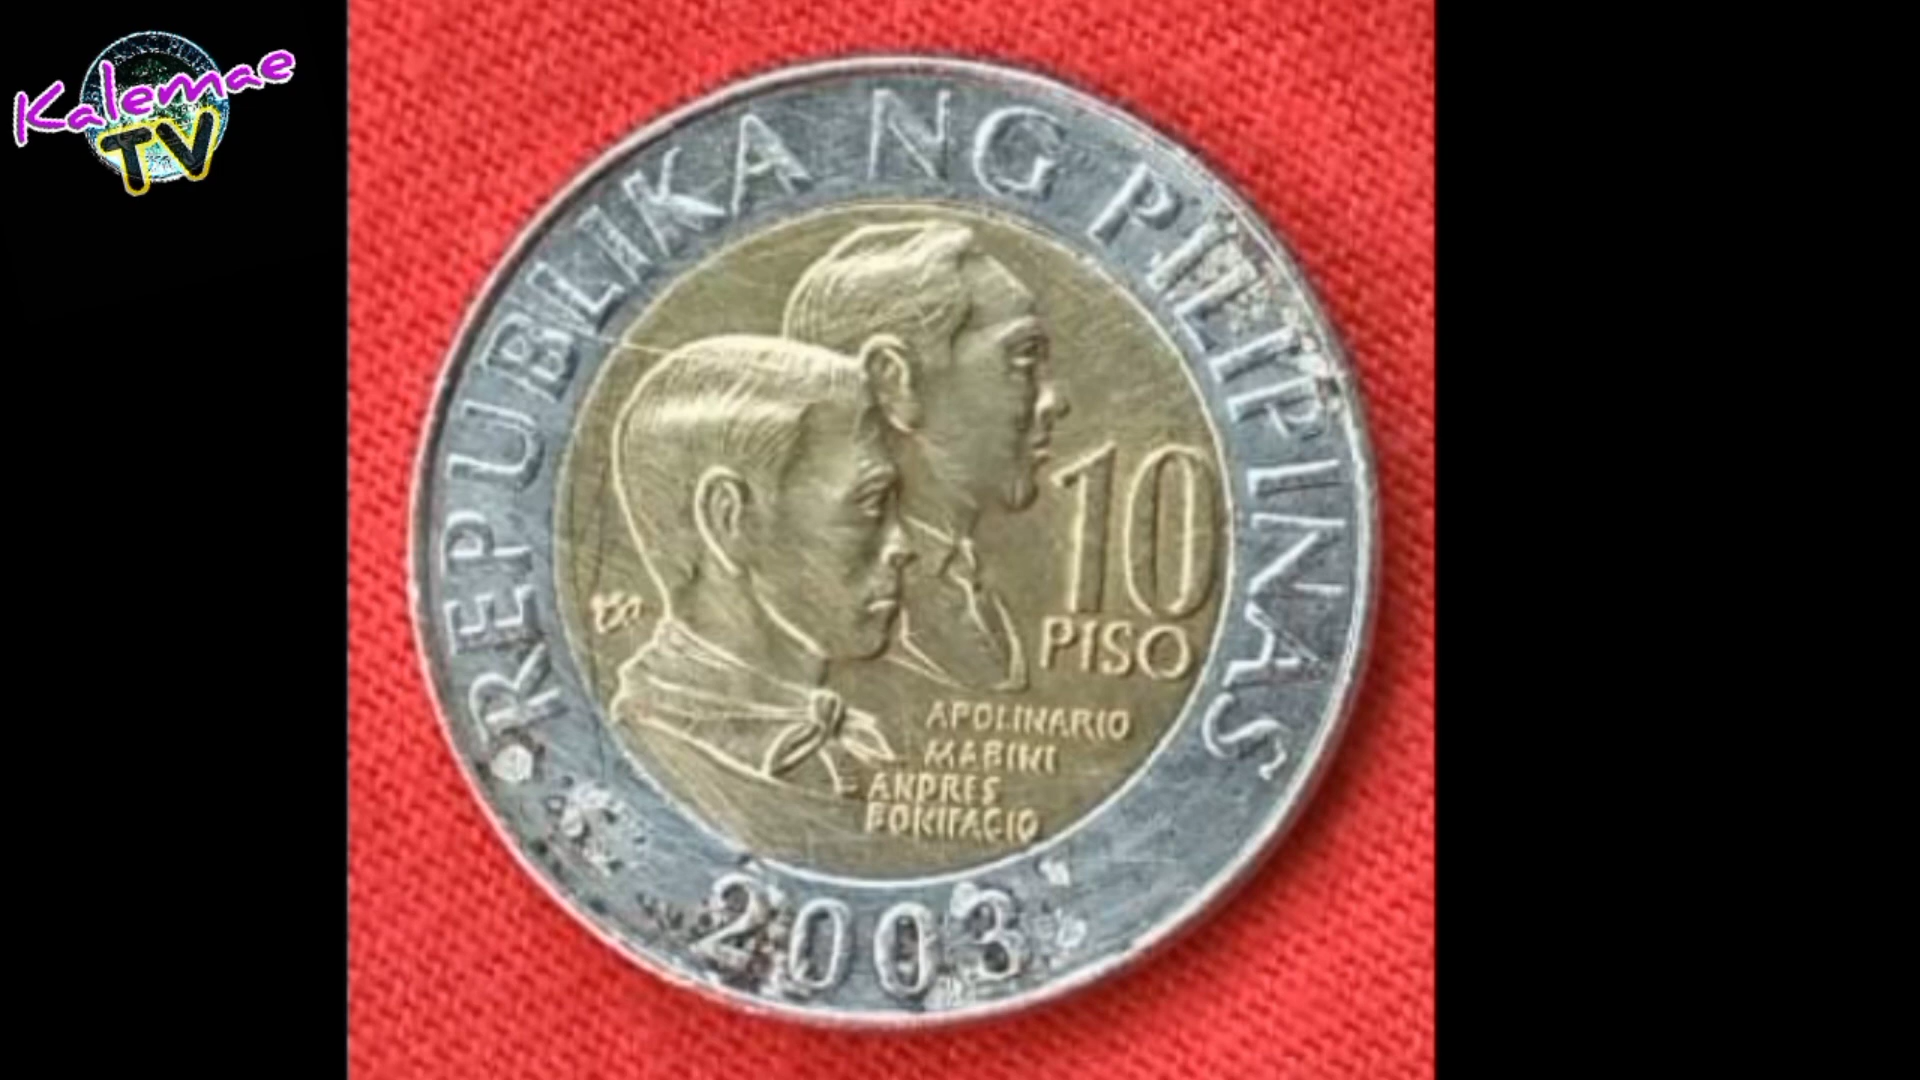 Kalemae
TV
REPUBLIKA NG PILIPINAS
10
PISO
APOLINARIO
MABINI
ANDRES
BONIFACIO
2003